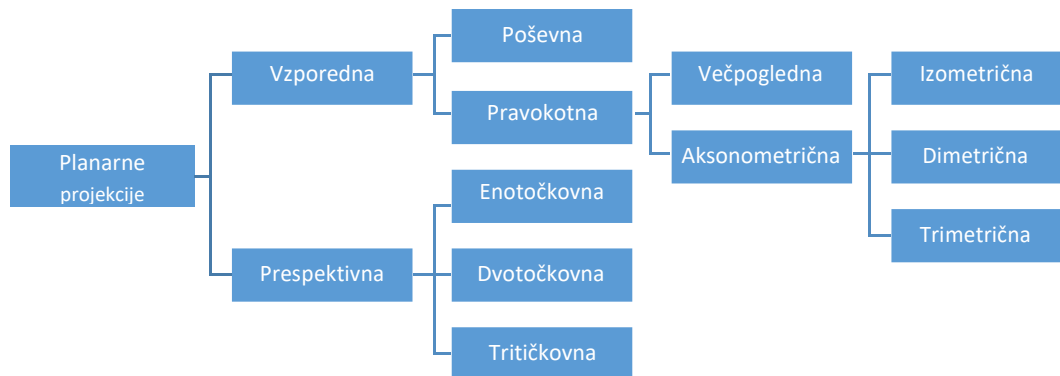 Planarne
projekcije
Vzporedna
Poševna
Pravokotna
Večpogledna
Aksonometrična
Izometrična
Dimetrična
Trimetrična
Prespektivna
Enotočkovna
Dvotočkovna
Tritičkovna